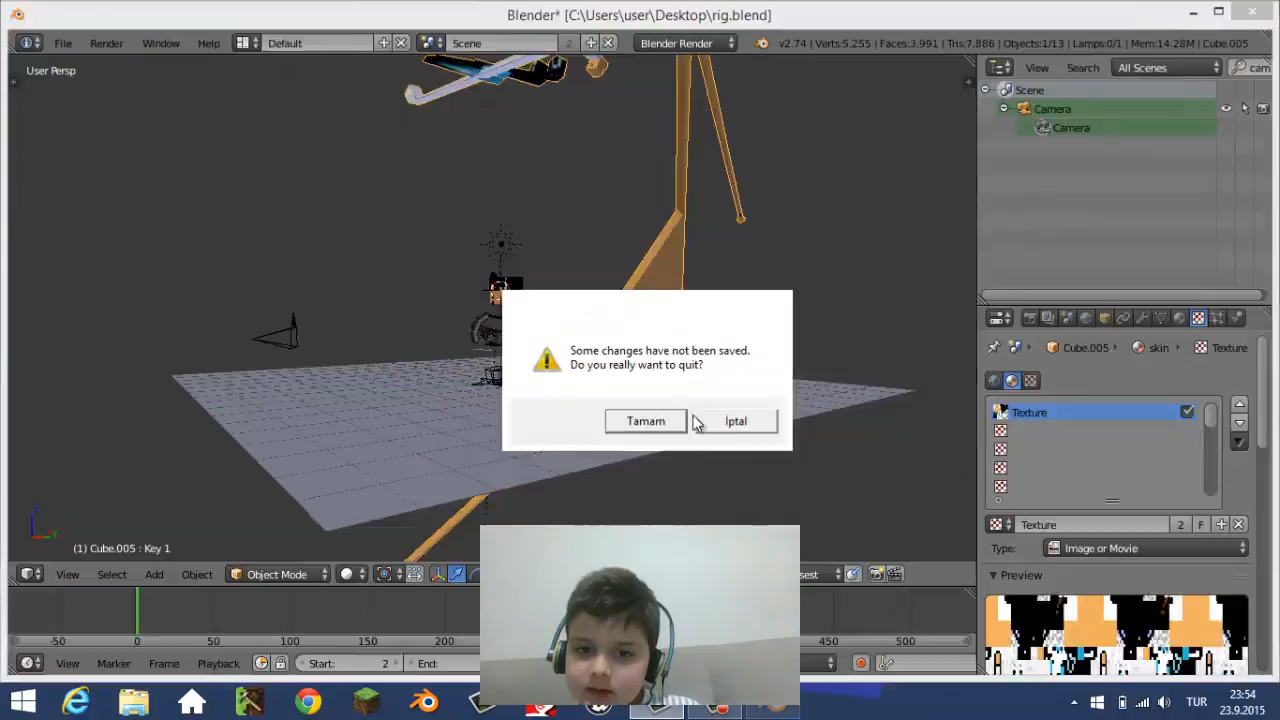 Blender* [C:\Users\user\Desktop\rig.blend]
File Render Window Help Default Scene 2 Blender Render v2.74 | Verts:5.255 | Faces:3.991 | Tris:7.886 | Objects:1/13 | Lamps:0/1 | Mem:14.28M | Cube.005
User Persp
View Search All Scenes cam
Scene
Camera
Camera
Some changes have not been saved.
Do you really want to quit?
Tamam İptal
Cube.005 skin Texture
Texture
Texture 2 F
Type: Image or Movie
Preview
(1) Cube.005 : Key 1
View Select Add Object Object Mode
-50 0 50 100 150 200 450 500
View Marker Frame Playback Start: 2 End:
TUR 23:54
23.9.2015